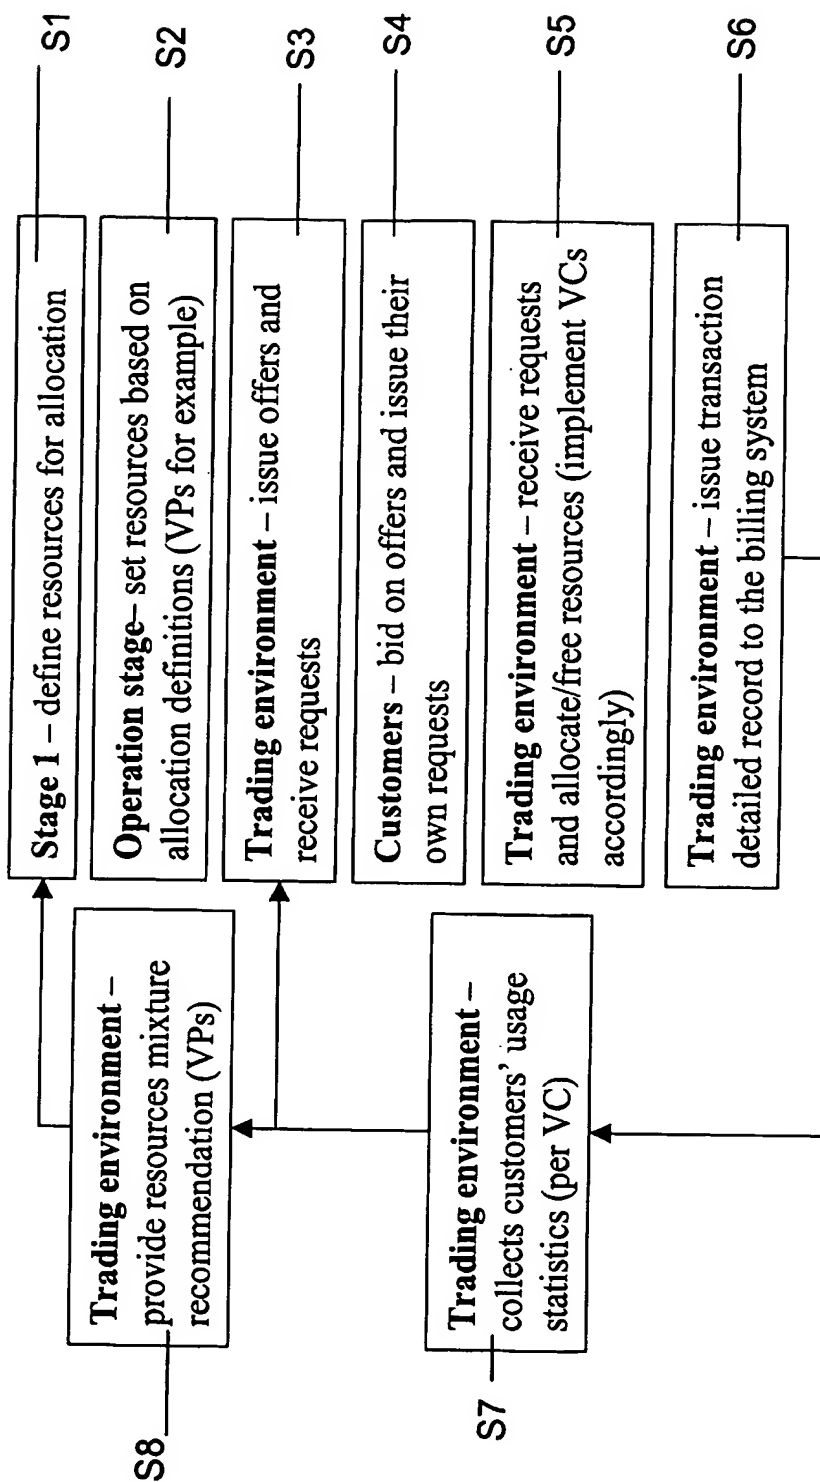 Stage 1 – define resources for allocation
S1
Operation stage– set resources based on
allocation definitions (VPs for example)
S2
Trading environment – issue offers and
receive requests
S3
Customers – bid on offers and issue their
own requests
S4
Trading environment – receive requests
and allocate/free resources (implement VCs
accordingly)
S5
Trading environment – issue transaction
detailed record to the billing system
S6
Trading environment –
collects customers' usage
statistics (per VC)
S7
Trading environment –
provide resources mixture
recommendation (VPs)
S8